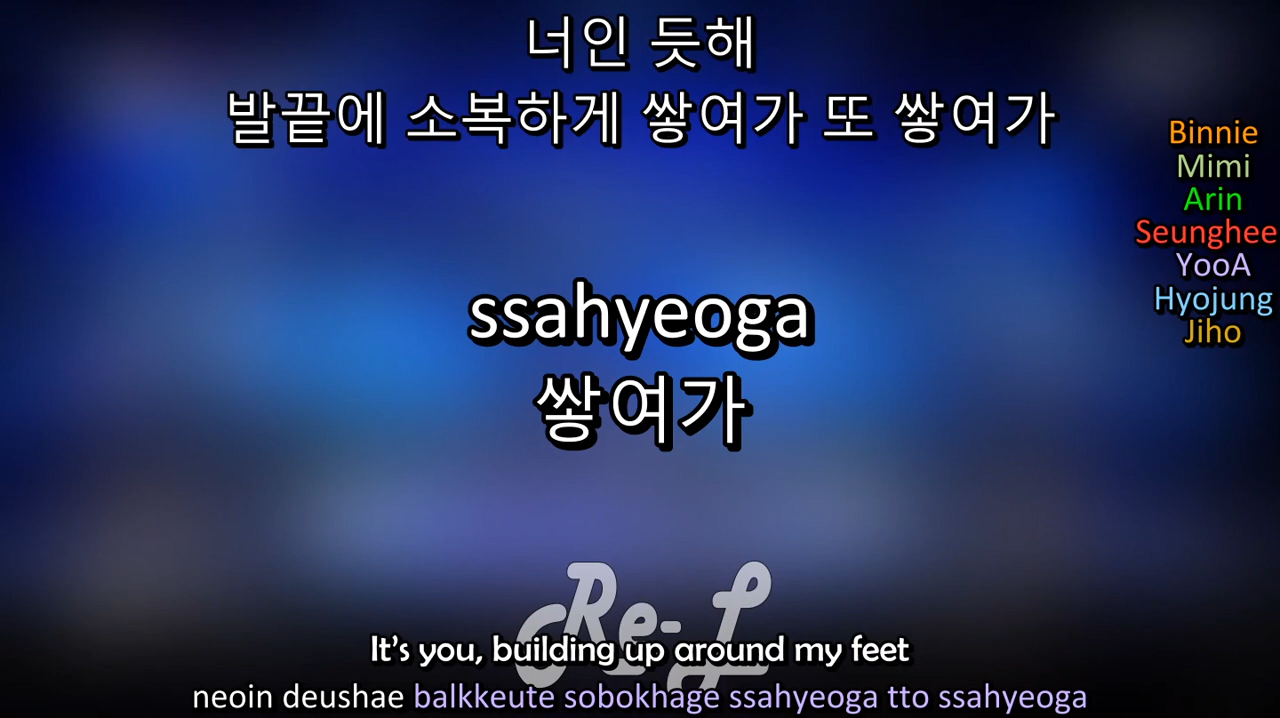 너인 듯해
발끝에 소복하게 쌓여가 또 쌓여가
Binnie
Mimi
Arin
Seunghee
YooA
Hyojung
Jiho
ssahyeoga
쌓여가
Re-L
It's you, building up around my feet
neoin deushae balkkeute sobokhage ssahyeoga tto ssahyeoga